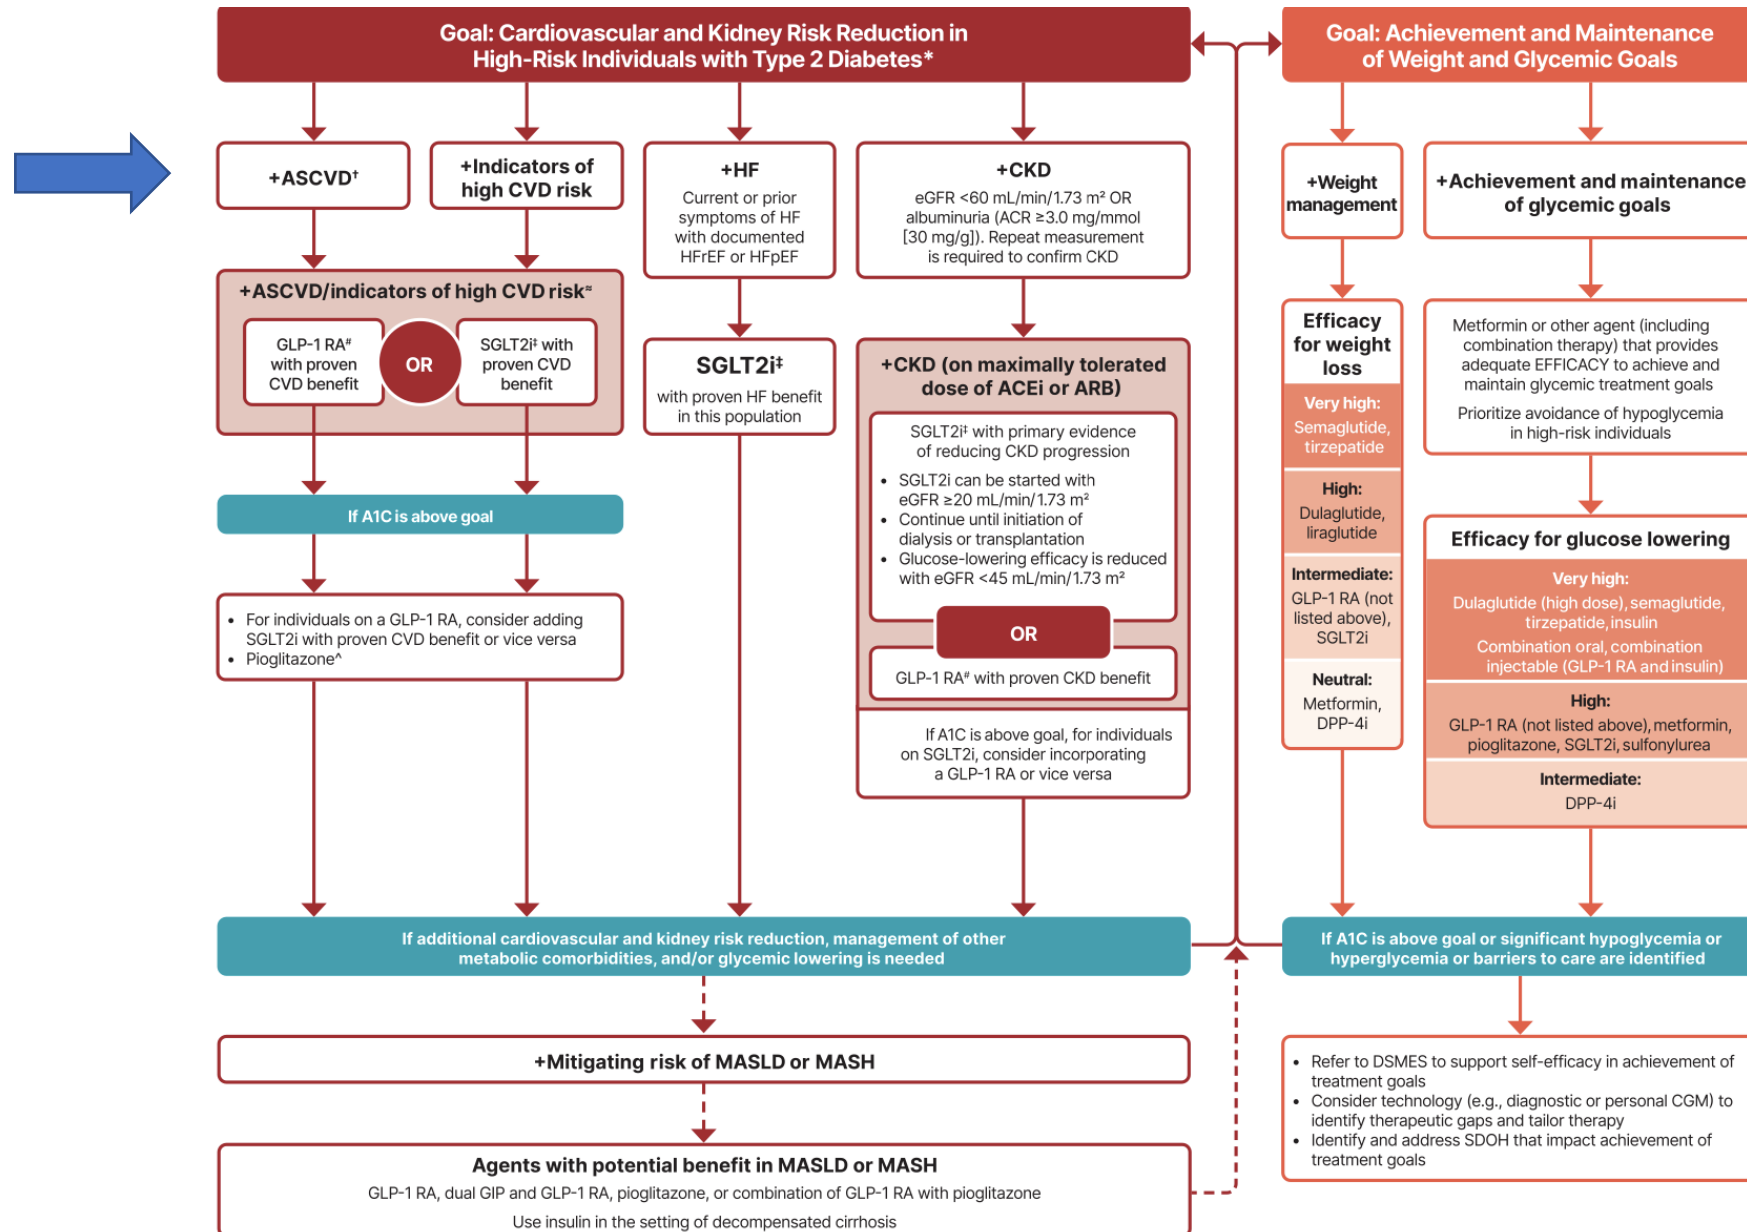 Goal: Cardiovascular and Kidney Risk Reduction in
High-Risk Individuals with Type 2 Diabetes*
+ASCVD†
+Indicators of
high CVD risk
+HF
Current or prior
symptoms of HF
with documented
HFrEF or HFpEF
+CKD
eGFR <60 mL/min/1.73 m² OR
albuminuria (ACR ≥3.0 mg/mmol
[30 mg/g]). Repeat measurement
is required to confirm CKD
+ASCVD/indicators of high CVD risk≈
GLP-1 RA#
with proven
CVD benefit
OR
SGLT2i‡ with
proven CVD
benefit
SGLT2i‡
with proven HF benefit
in this population
+CKD (on maximally tolerated
dose of ACEi or ARB)
SGLT2i‡ with primary evidence
of reducing CKD progression
• SGLT2i can be started with
eGFR ≥20 mL/min/1.73 m²
• Continue until initiation of
dialysis or transplantation
• Glucose-lowering efficacy is reduced
with eGFR <45 mL/min/1.73 m²
OR
GLP-1 RA# with proven CKD benefit
If A1C is above goal, for individuals
on SGLT2i, consider incorporating
a GLP-1 RA or vice versa
If A1C is above goal
• For individuals on a GLP-1 RA, consider adding
SGLT2i with proven CVD benefit or vice versa
• Pioglitazone^
If additional cardiovascular and kidney risk reduction, management of other
metabolic comorbidities, and/or glycemic lowering is needed
+Mitigating risk of MASLD or MASH
Agents with potential benefit in MASLD or MASH
GLP-1 RA, dual GIP and GLP-1 RA, pioglitazone, or combination of GLP-1 RA with pioglitazone
Use insulin in the setting of decompensated cirrhosis
Goal: Achievement and Maintenance
of Weight and Glycemic Goals
+Weight
management
Efficacy
for weight
loss
Very high:
Semaglutide,
tirzepatide
High:
Dulaglutide,
liraglutide
Intermediate:
GLP-1 RA (not
listed above),
SGLT2i
Neutral:
Metformin,
DPP-4i
+Achievement and maintenance
of glycemic goals
Metformin or other agent (including
combination therapy) that provides
adequate EFFICACY to achieve and
maintain glycemic treatment goals
Prioritize avoidance of hypoglycemia
in high-risk individuals
Efficacy for glucose lowering
Very high:
Dulaglutide (high dose), semaglutide,
tirzepatide, insulin
Combination oral, combination
injectable (GLP-1 RA and insulin)
High:
GLP-1 RA (not listed above), metformin,
pioglitazone, SGLT2i, sulfonylurea
Intermediate:
DPP-4i
If A1C is above goal or significant hypoglycemia or
hyperglycemia or barriers to care are identified
• Refer to DSMES to support self-efficacy in achievement of
treatment goals
• Consider technology (e.g., diagnostic or personal CGM) to
identify therapeutic gaps and tailor therapy
• Identify and address SDOH that impact achievement of
treatment goals